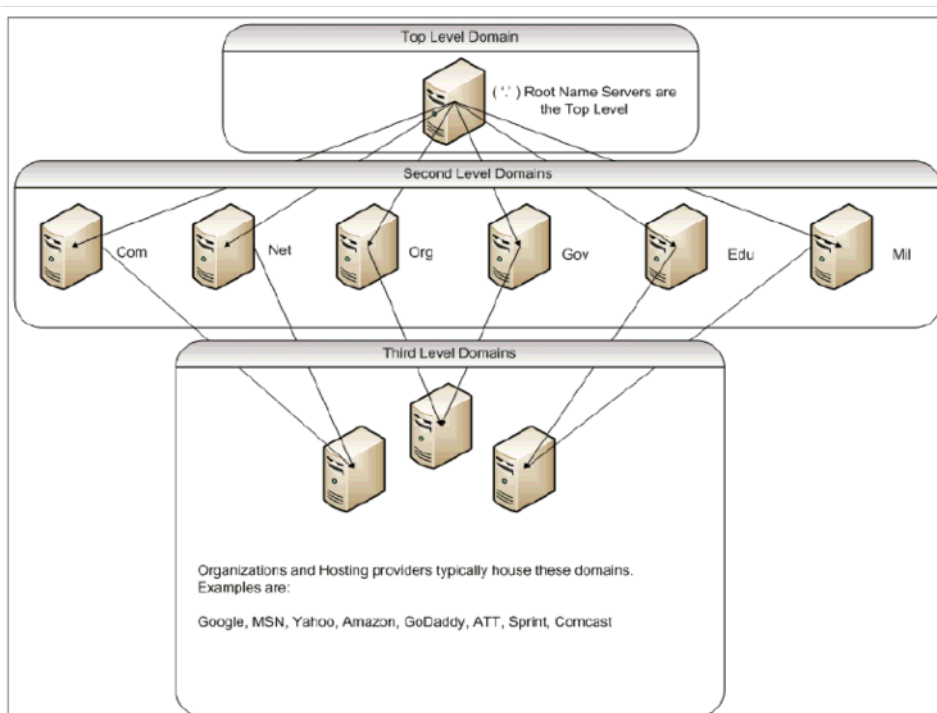 Top Level Domain
( '.' ) Root Name Servers are
the Top Level
Second Level Domains
Com
Net
Org
Gov
Edu
Mil
Third Level Domains
Organizations and Hosting providers typically house these domains.
Examples are:
Google, MSN, Yahoo, Amazon, GoDaddy, ATT, Sprint, Comcast